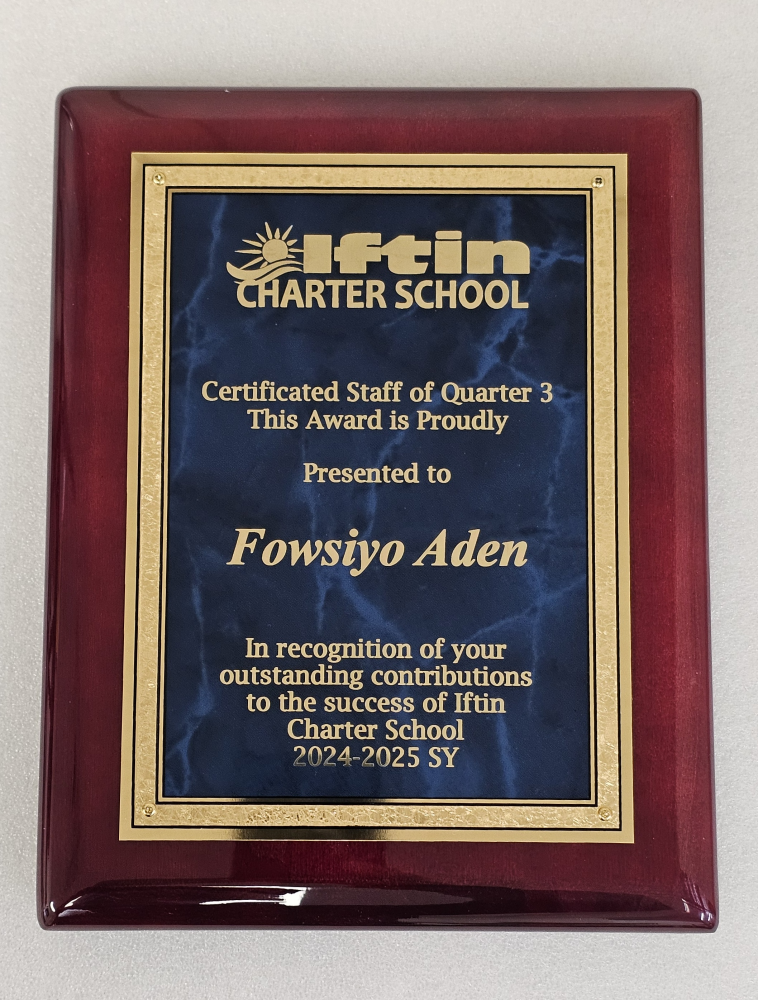 Iftin
CHARTER SCHOOL
Certificated Staff of Quarter 3
This Award is Proudly
Presented to
Fowsiyo Aden
In recognition of your
outstanding contributions
to the success of Iftin
Charter School
2024-2025 SY